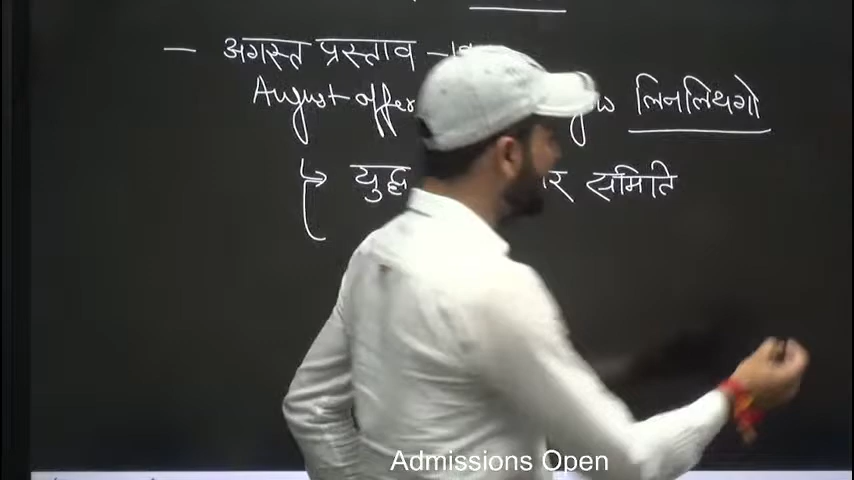 — अगस्त प्रस्ताव –
August offer लिनलिथगो
युद्ध समिति
Admissions Open